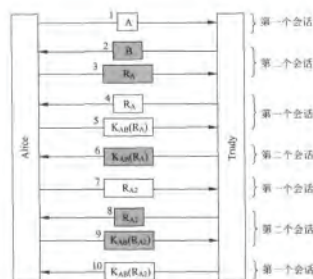 1 A 第一个会话
2 B 第二个会话
3 R_A
4 R_A 第一个会话
5 K_AB(R_A)
6 K_AB(R_A) 第二个会话
7 R_A2 第一个会话
8 R_A2 第二个会话
9 K_AB(R_A2)
10 K_AB(R_A2) 第一个会话
Alice
Trudy